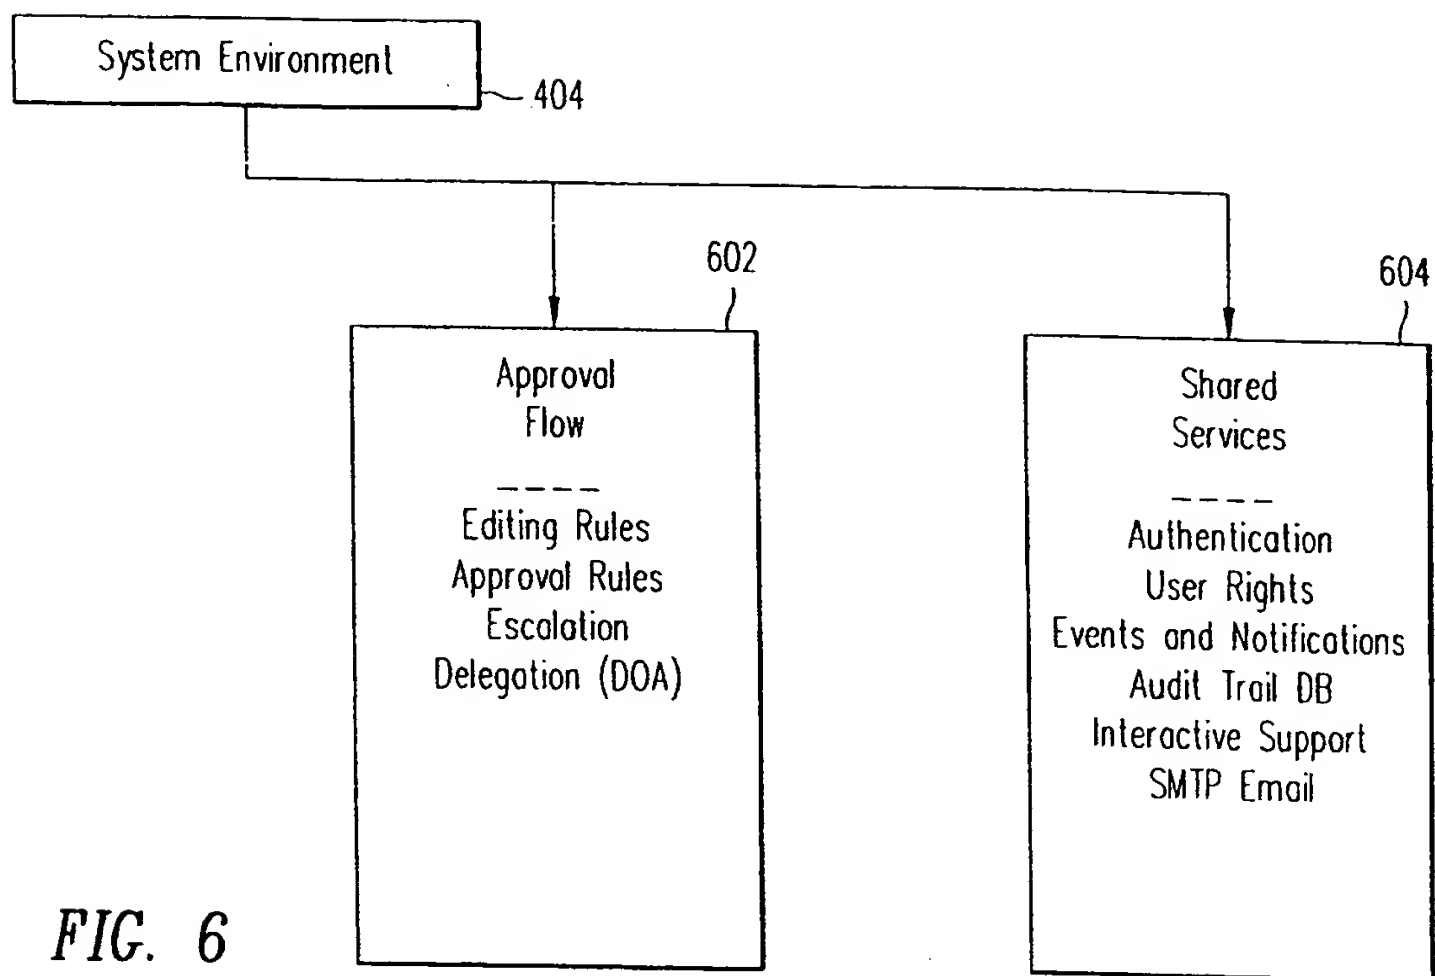 System Environment
404
602
604
Approval
Flow
Editing Rules
Approval Rules
Escalation
Delegation (DOA)
Shared
Services
Authentication
User Rights
Events and Notifications
Audit Trail DB
Interactive Support
SMTP Email
FIG. 6